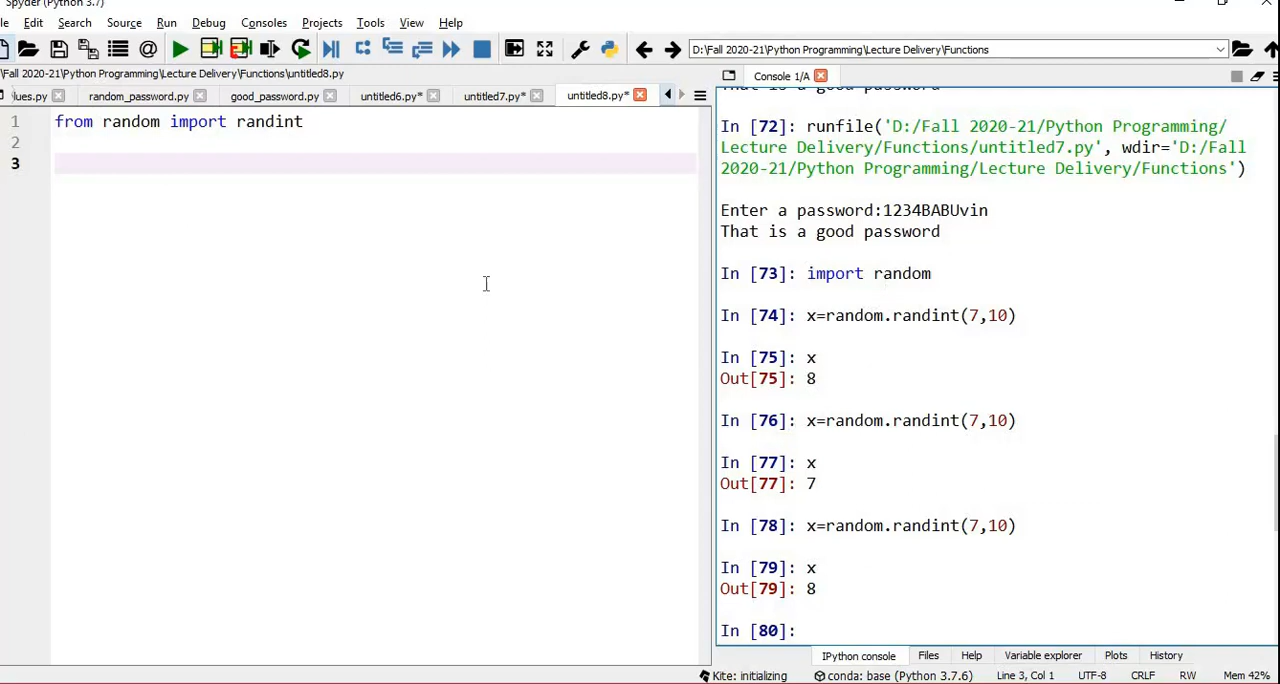 Spyder (Python 3.7)
le Edit Search Source Run Debug Consoles Projects Tools View Help
D:\Fall 2020-21\Python Programming\Lecture Delivery\Functions
Fall 2020-21\Python Programming\Lecture Delivery\Functions\untitled8.py
Console 1/A
lues.py random_password.py good_password.py untitled6.py* untitled7.py* untitled8.py*
1 from random import randint
2
3
That is a good password
In [72]: runfile('D:/Fall 2020-21/Python Programming/
Lecture Delivery/Functions/untitled7.py', wdir='D:/Fall
2020-21/Python Programming/Lecture Delivery/Functions')
Enter a password:1234BABUvin
That is a good password
In [73]: import random
In [74]: x=random.randint(7,10)
In [75]: x
Out[75]: 8
In [76]: x=random.randint(7,10)
In [77]: x
Out[77]: 7
In [78]: x=random.randint(7,10)
In [79]: x
Out[79]: 8
In [80]:
IPython console Files Help Variable explorer Plots History
Kite: initializing conda: base (Python 3.7.6) Line 3, Col 1 UTF-8 CRLF RW Mem 42%